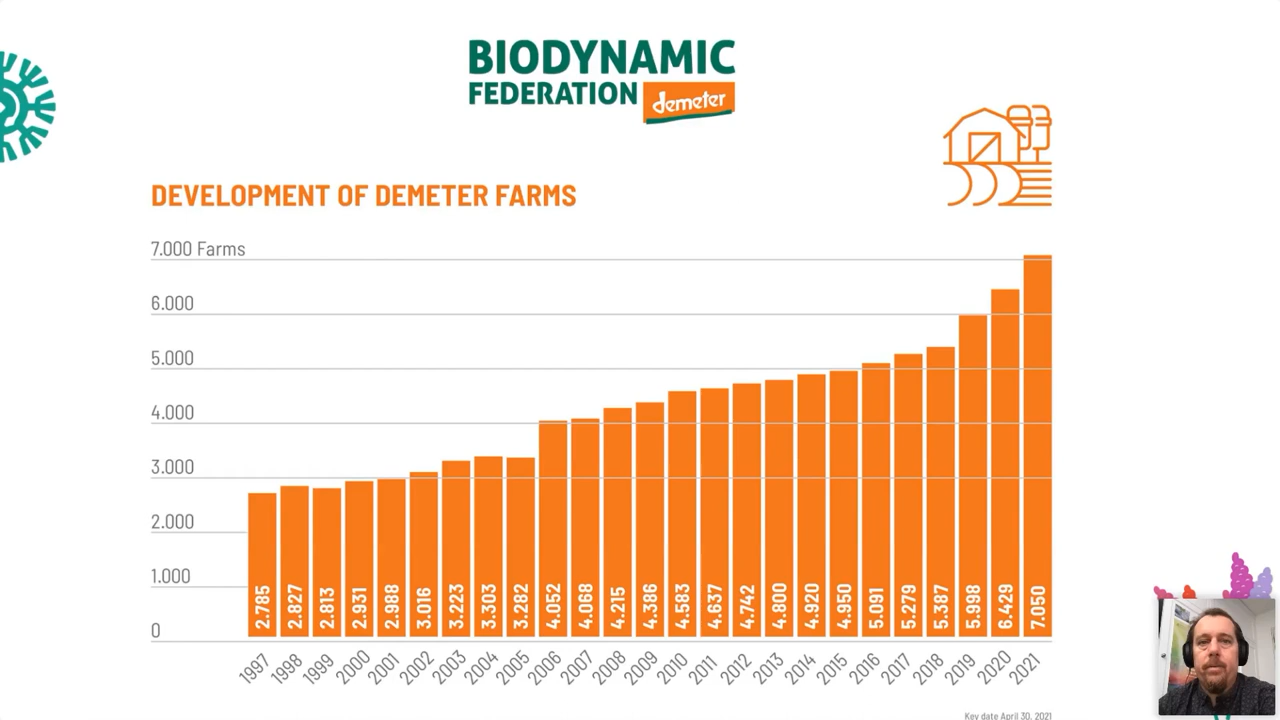 BIODYNAMIC
FEDERATION demeter
DEVELOPMENT OF DEMETER FARMS
7.000 Farms
6.000
5.000
4.000
3.000
2.000
1.000
0
2.785 2.827 2.813 2.931 2.988 3.016 3.223 3.303 3.282 4.052 4.068 4.215 4.386 4.583 4.637 4.742 4.800 4.920 4.950 5.091 5.279 5.387 5.998 6.429 7.050
1997 1998 1999 2000 2001 2002 2003 2004 2005 2006 2007 2008 2009 2010 2011 2012 2013 2014 2015 2016 2017 2018 2019 2020 2021
Key date April 30, 2021